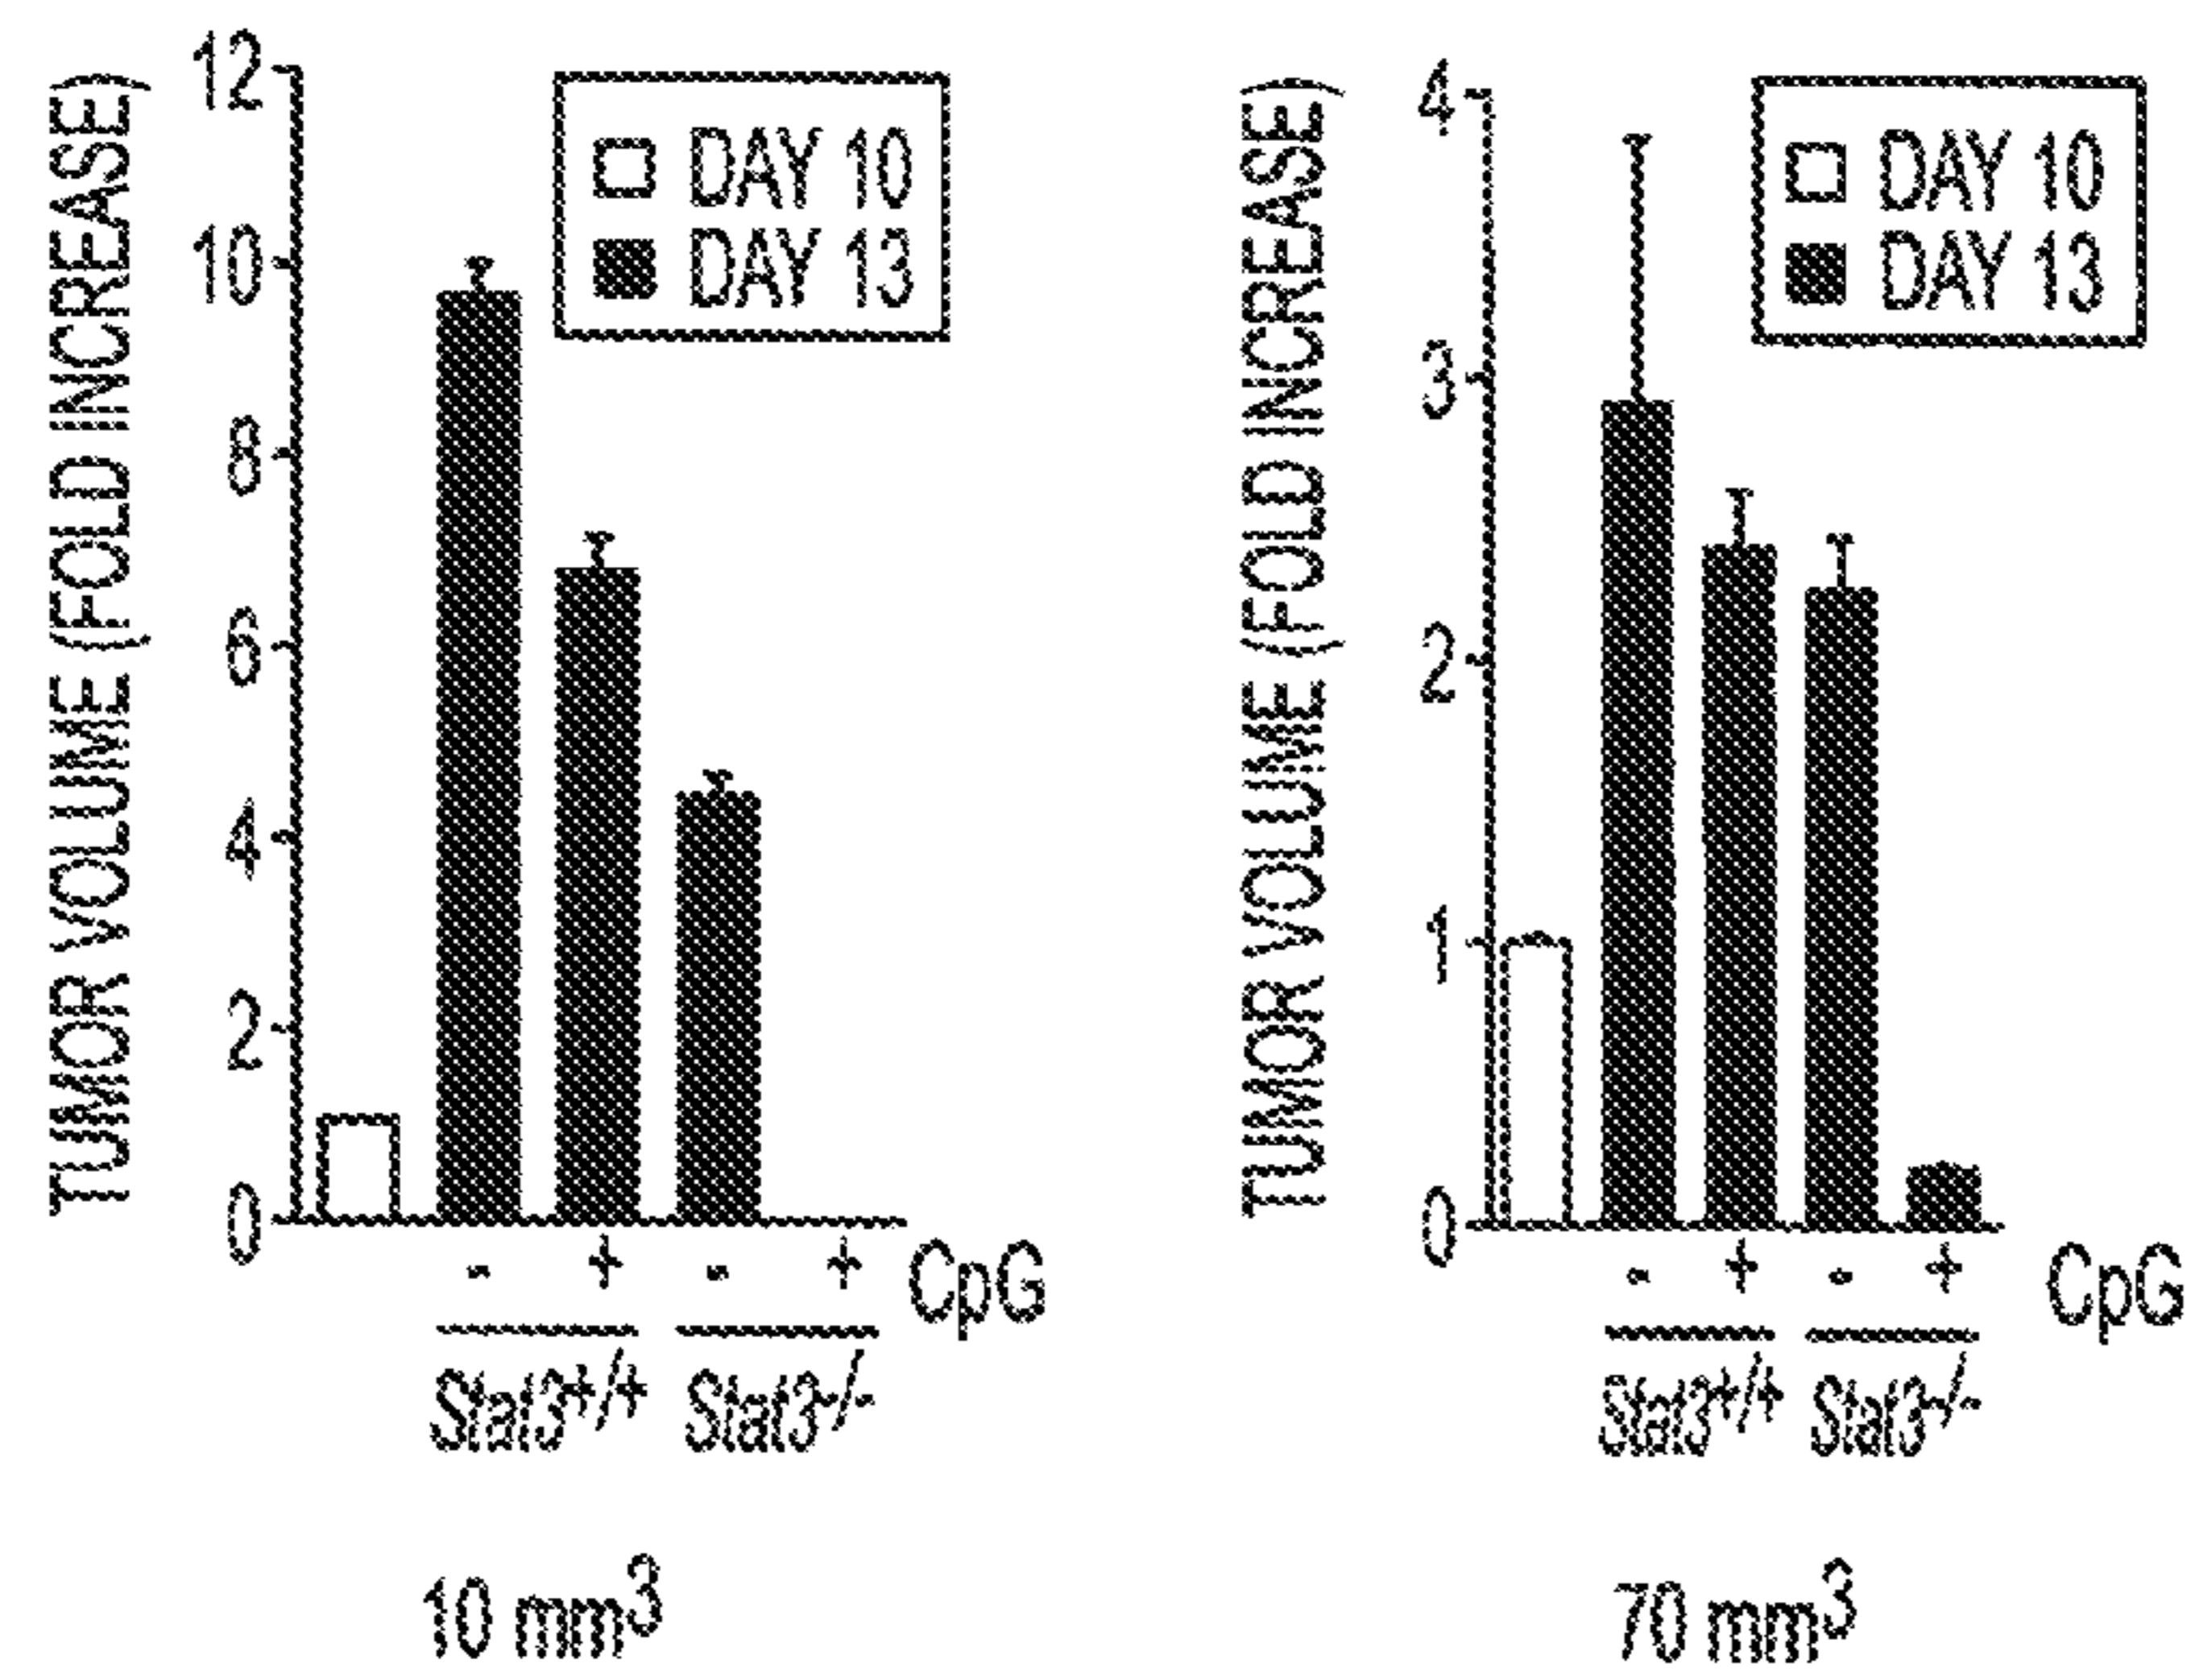 TUMOR VOLUME (FOLD INCREASE)
12
10
8
6
4
2
0
DAY 10
DAY 13
- + - + CpG
Stat3+/+ Stat3-/-
10 mm³
TUMOR VOLUME (FOLD INCREASE)
4
3
2
1
0
DAY 10
DAY 13
- + - + CpG
Stat3+/+ Stat3-/-
70 mm³